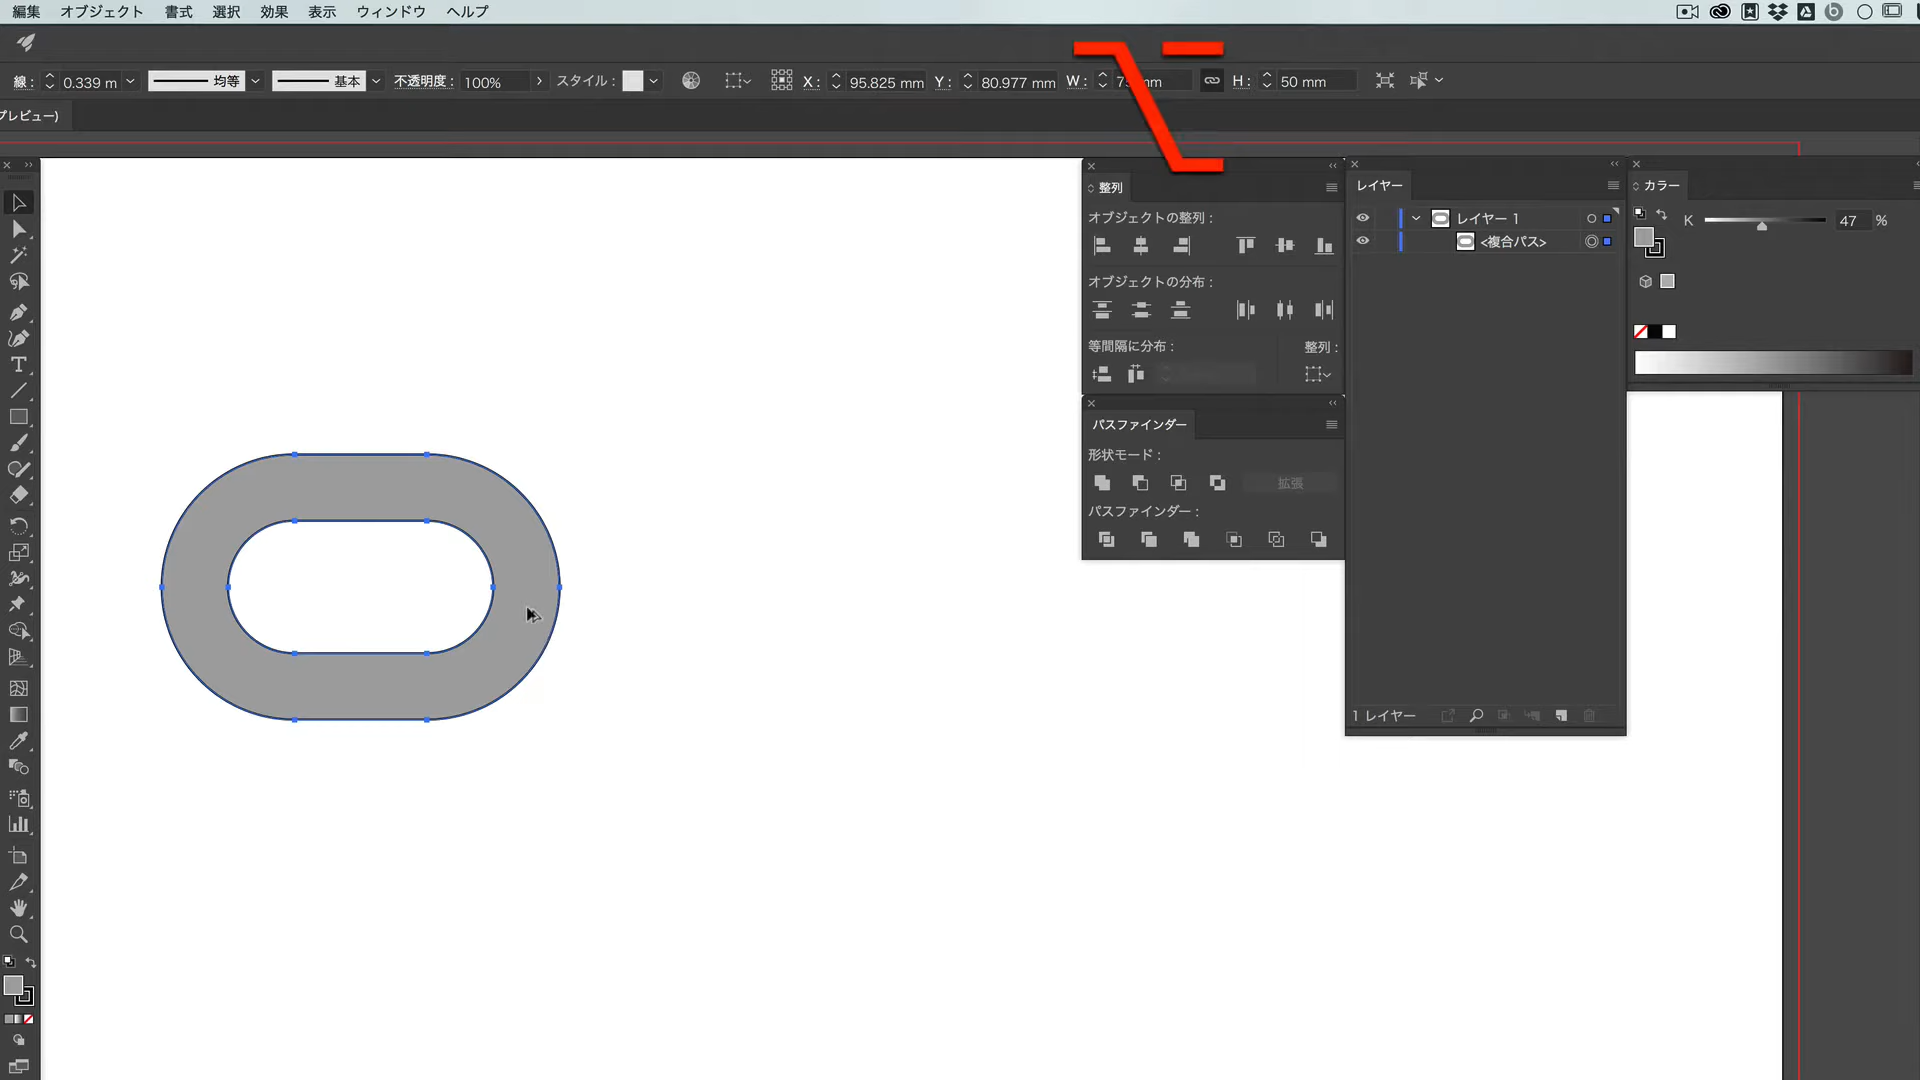 編集 オブジェクト 書式 選択 効果 表示 ウィンドウ ヘルプ
線: 0.339 m 均等 基本 不透明度: 100% スタイル: X: 95.825 mm Y: 80.977 mm W: mm H: 50 mm
プレビュー)
整列
オブジェクトの整列:
オブジェクトの分布:
等間隔に分布: 整列:
パスファインダー
形状モード:
拡張
パスファインダー:
レイヤー
レイヤー 1
<複合パス>
1 レイヤー
カラー
K 47 %